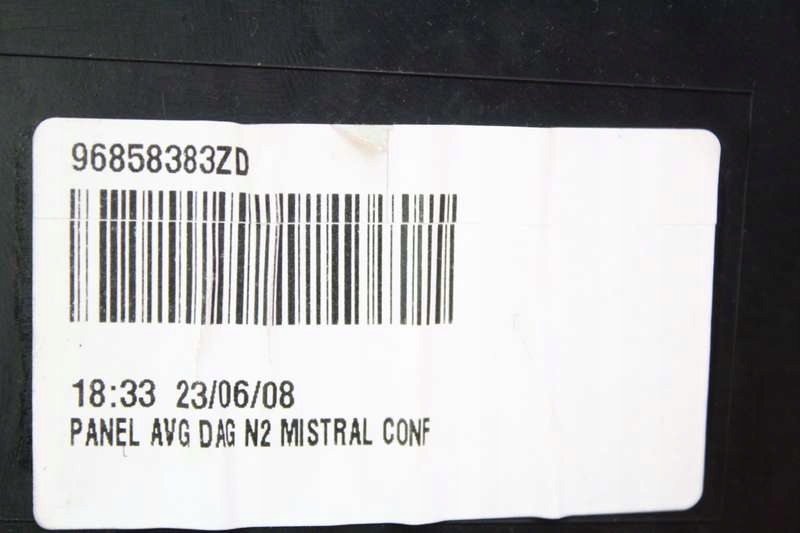 96858383ZD
18:33 23/06/08
PANEL AVG DAG N2 MISTRAL CONF